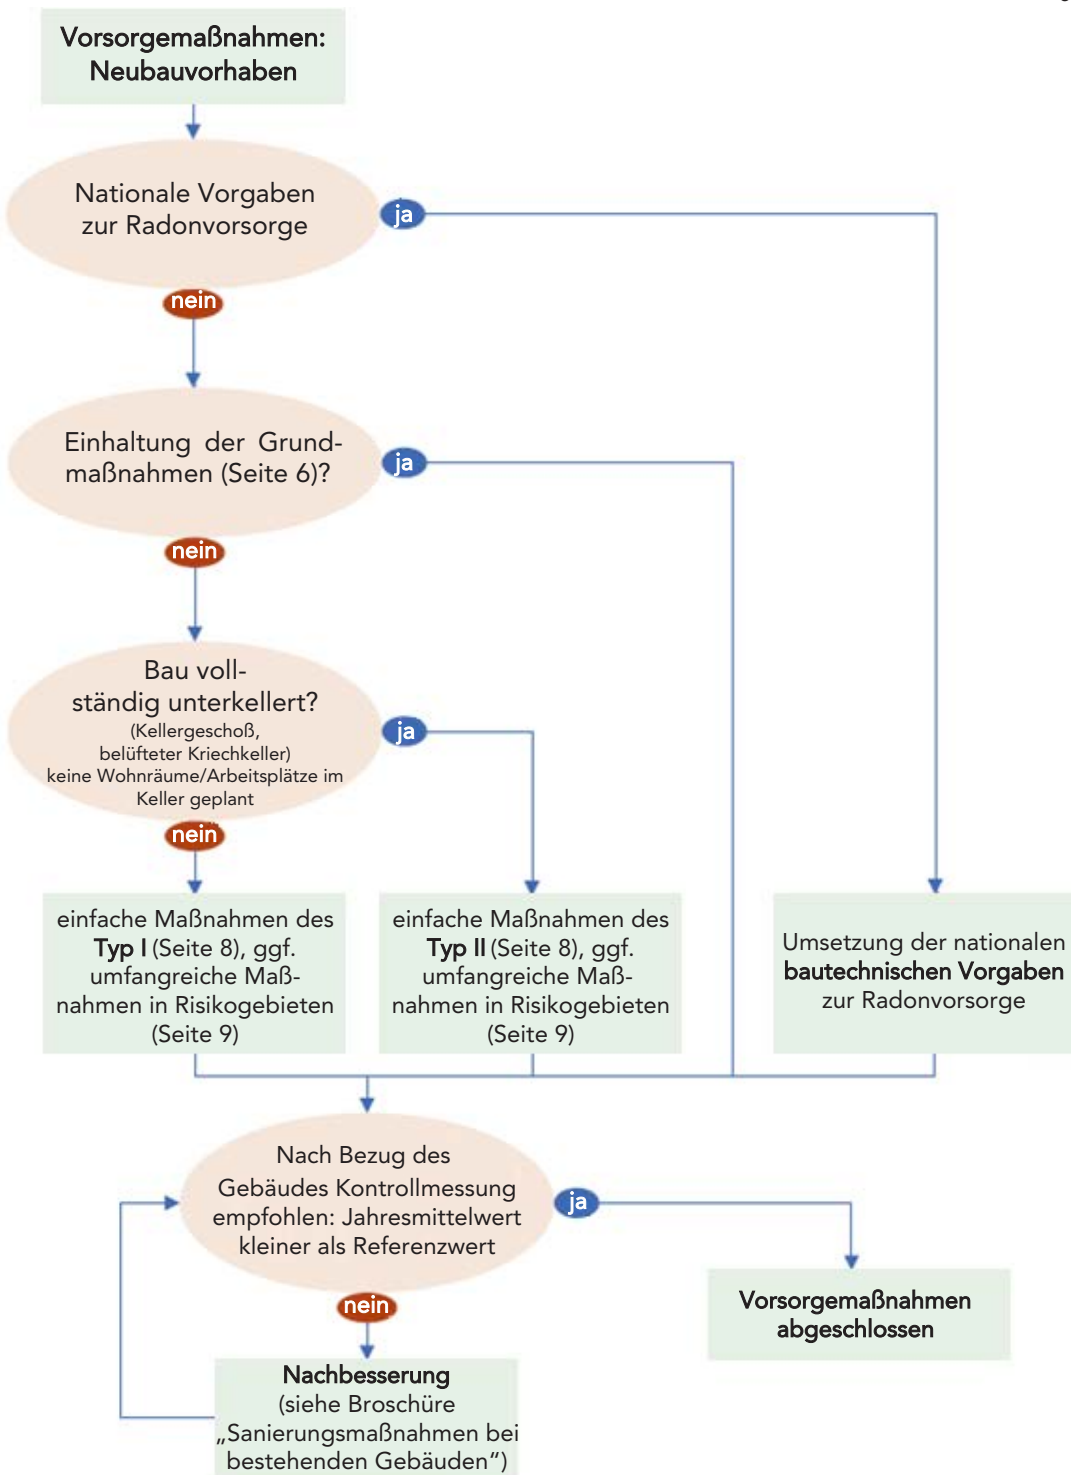 Vorsorgemaßnahmen:
Neubauvorhaben
Nationale Vorgaben
zur Radonvorsorge
ja
nein
Einhaltung der Grund-
maßnahmen (Seite 6)?
ja
nein
Bau voll-
ständig unterkellert?
(Kellergeschoß,
belüfteter Kriechkeller)
keine Wohnräume/Arbeitsplätze im
Keller geplant
ja
nein
einfache Maßnahmen des
Typ I (Seite 8), ggf.
umfangreiche Maß-
nahmen in Risikogebieten
(Seite 9)
einfache Maßnahmen des
Typ II (Seite 8), ggf.
umfangreiche Maß-
nahmen in Risikogebieten
(Seite 9)
Umsetzung der nationalen
bautechnischen Vorgaben
zur Radonvorsorge
Nach Bezug des
Gebäudes Kontrollmessung
empfohlen: Jahresmittelwert
kleiner als Referenzwert
ja
nein
Vorsorgemaßnahmen
abgeschlossen
Nachbesserung
(siehe Broschüre
„Sanierungsmaßnahmen bei
bestehenden Gebäuden“)